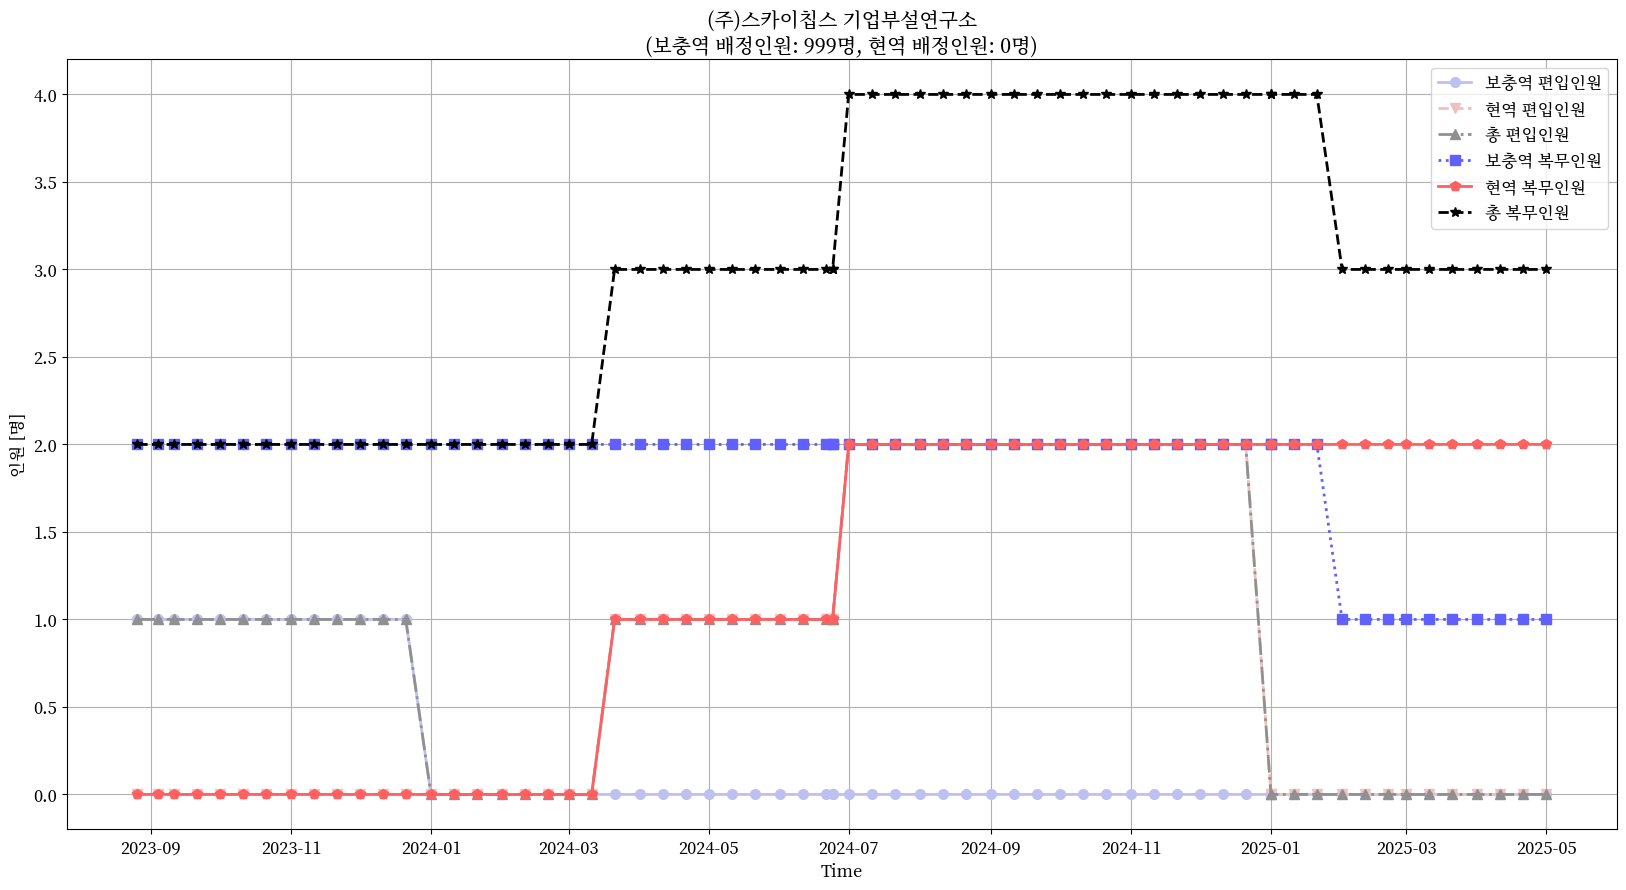 (주)스카이칩스 기업부설연구소
(보충역 배정인원: 999명, 현역 배정인원: 0명)
보충역 편입인원
현역 편입인원
총 편입인원
보충역 복무인원
현역 복무인원
총 복무인원
인원 [명]
4.0
3.5
3.0
2.5
2.0
1.5
1.0
0.5
0.0
2023-09 2023-11 2024-01 2024-03 2024-05 2024-07 2024-09 2024-11 2025-01 2025-03 2025-05
Time